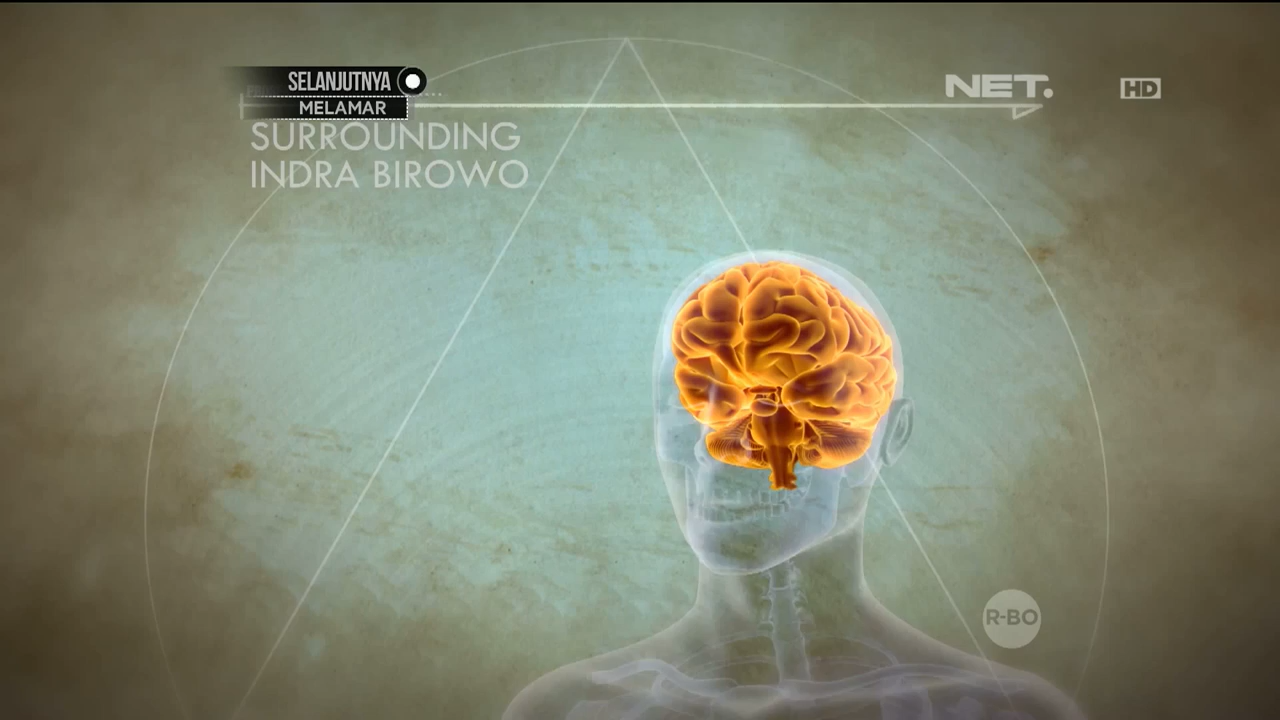 SELANJUTNYA
MELAMAR
SURROUNDING
INDRA BIROWO
NET.
HD
R-BO